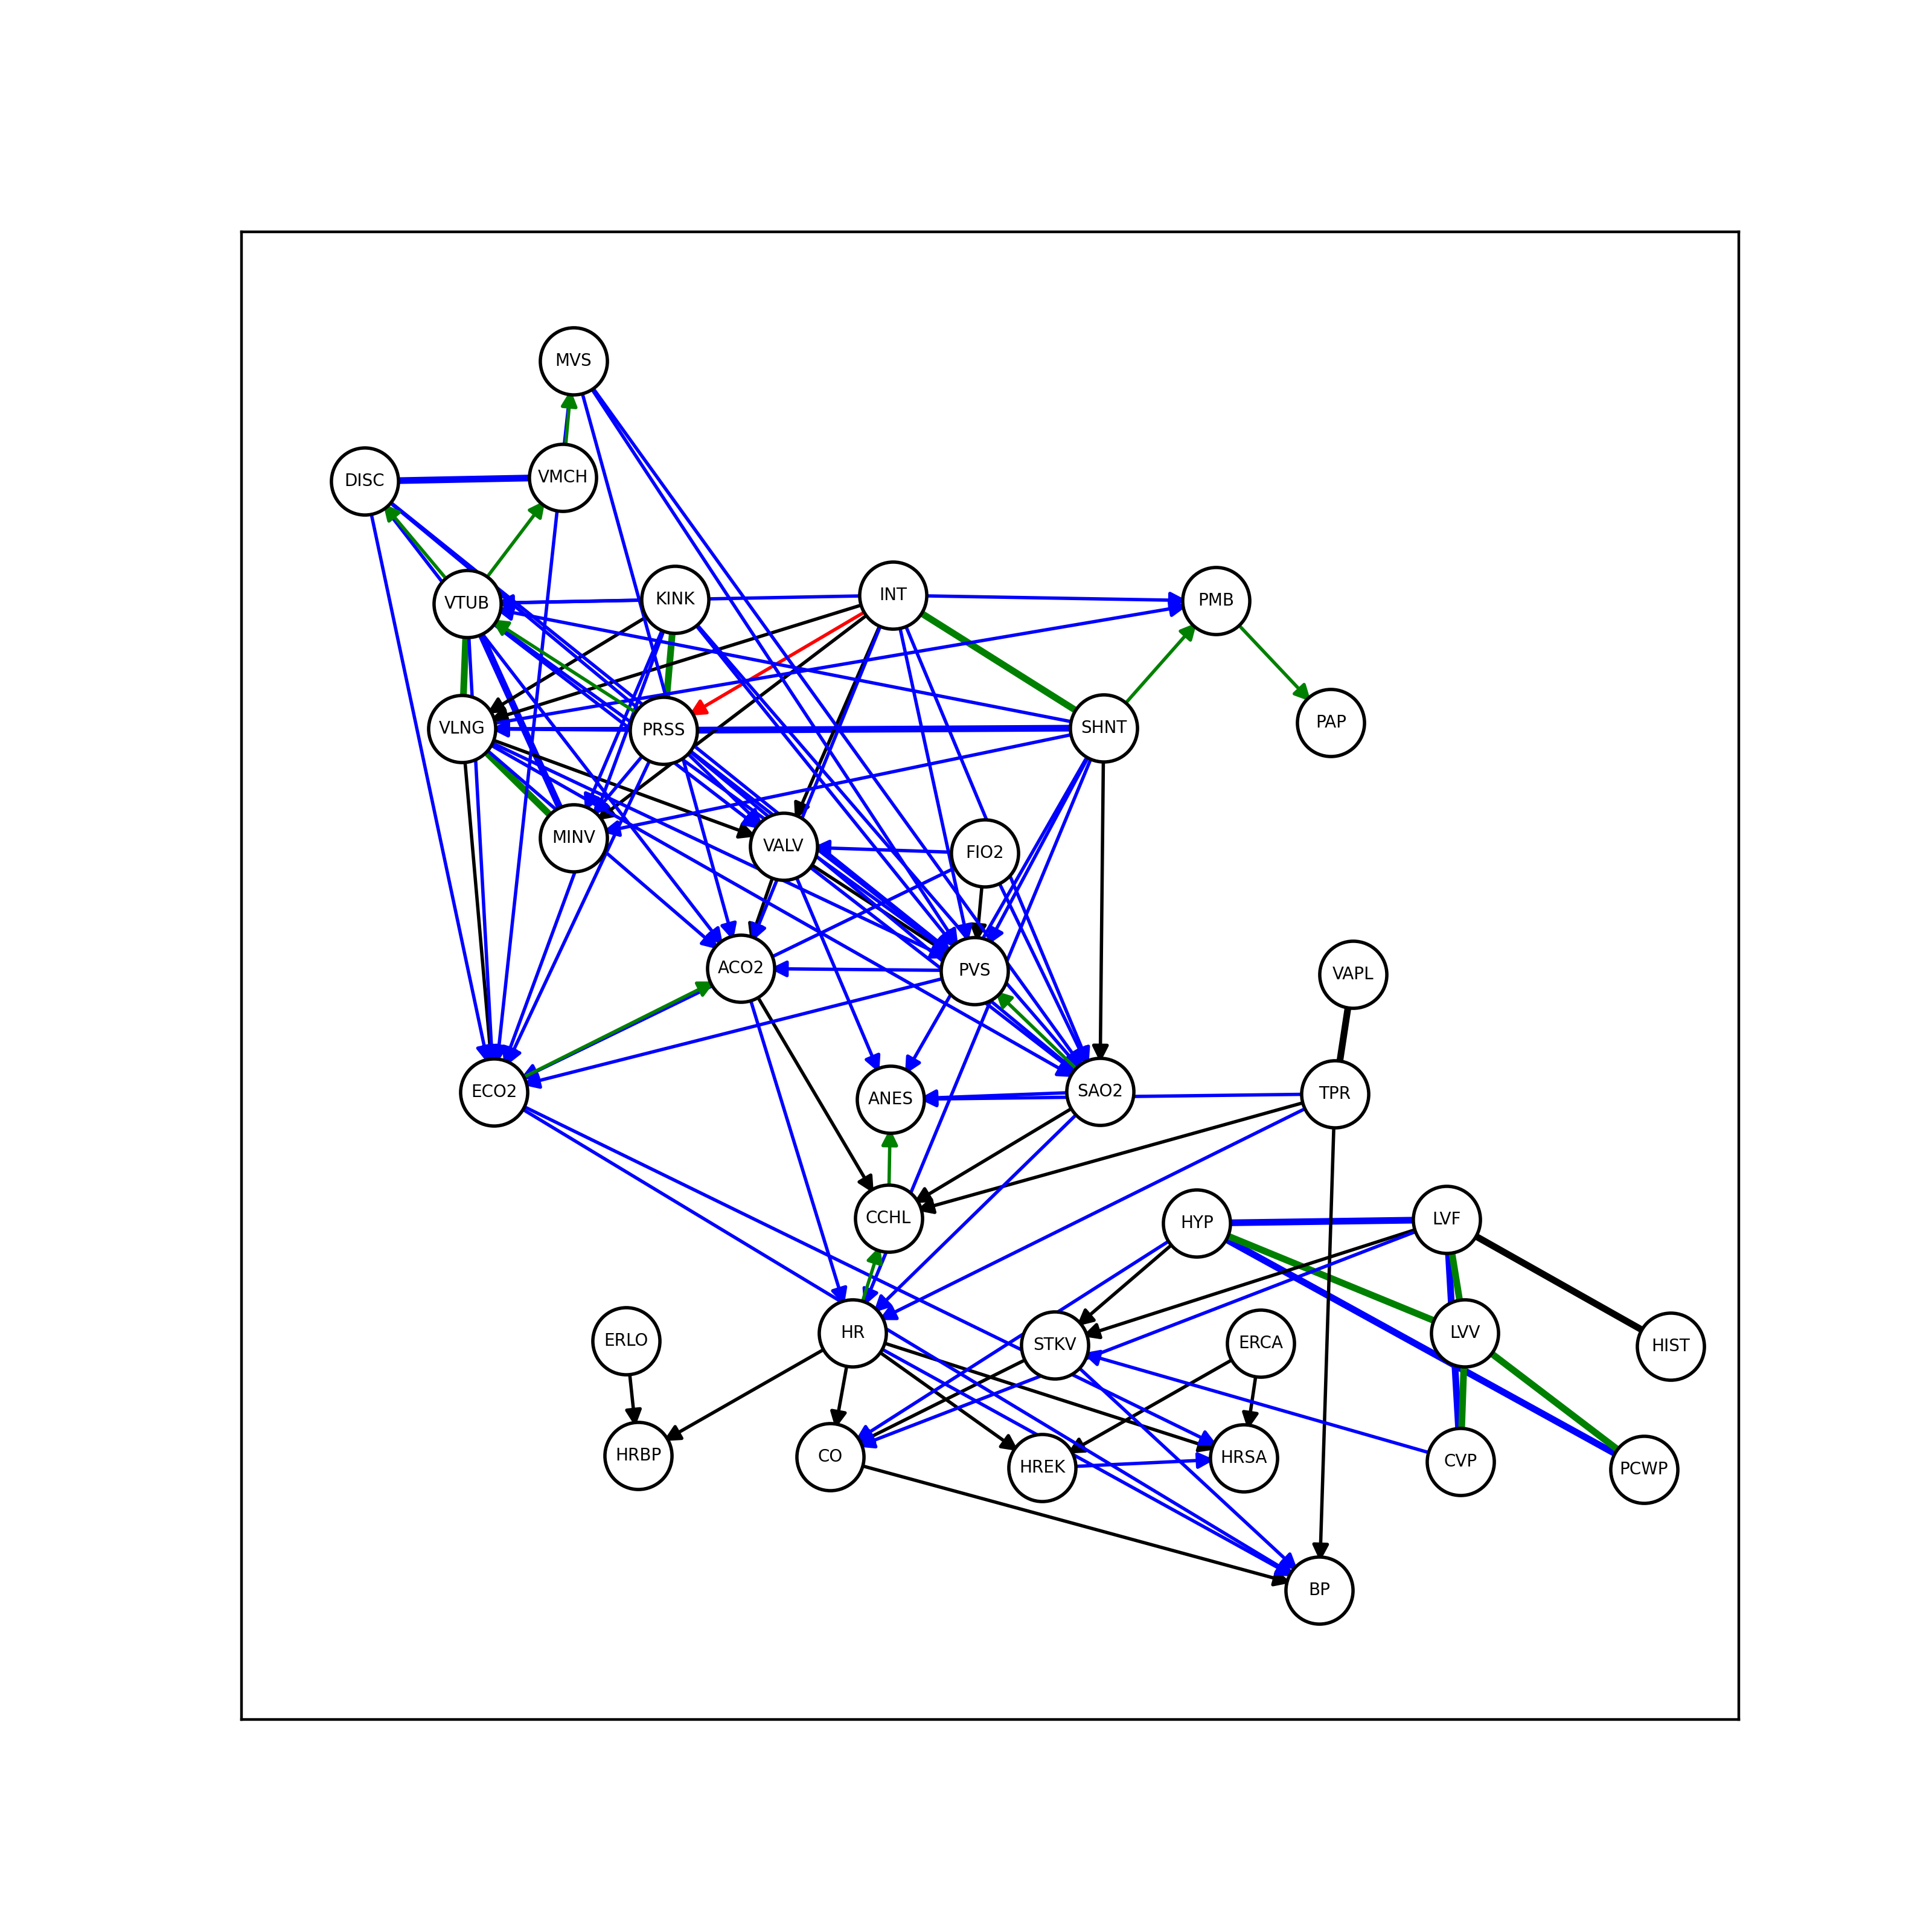 MVS
DISC
VMCH
VTUB
KINK
INT
PMB
VLNG
PRSS
SHNT
PAP
MINV
VALV
FIO2
ACO2
PVS
VAPL
ECO2
ANES
SAO2
TPR
CCHL
HYP
LVF
ERLO
HR
STKV
ERCA
LVV
HIST
HRBP
CO
HREK
HRSA
CVP
PCWP
BP